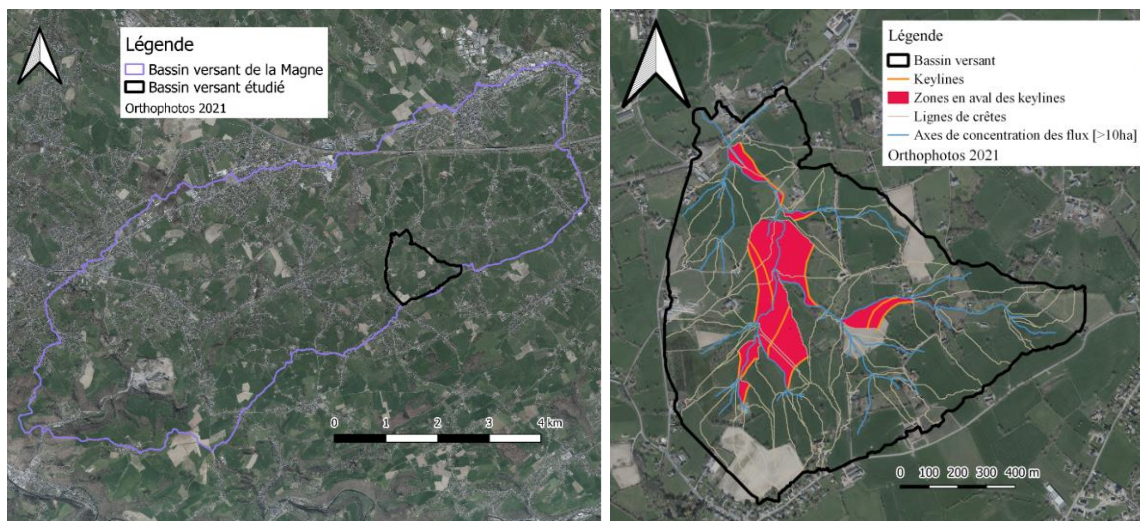 Légende
Bassin versant de la Magne
Bassin versant étudié
Orthophotos 2021
0 1 2 3 4 km
Légende
Bassin versant
Keylines
Zones en aval des keylines
Lignes de crêtes
Axes de concentration des flux [>10ha]
Orthophotos 2021
0 100 200 300 400 m